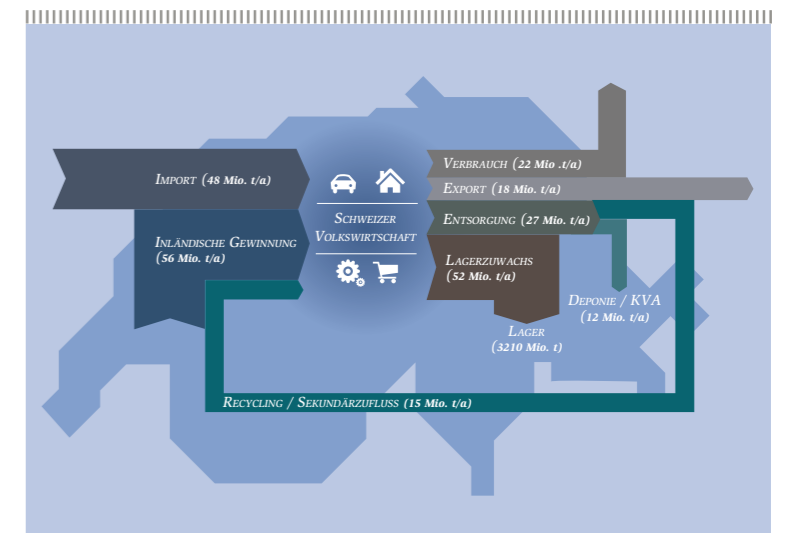 Import (48 Mio. t/a)
Inländische Gewinnung
(56 Mio. t/a)
Schweizer
Volkswirtschaft
Verbrauch (22 Mio .t/a)
Export (18 Mio. t/a)
Entsorgung (27 Mio. t/a)
Lagerzuwachs
(52 Mio. t/a)
Lager
(3210 Mio. t)
Deponie / KVA
(12 Mio. t/a)
Recycling / Sekundärzufluss (15 Mio. t/a)